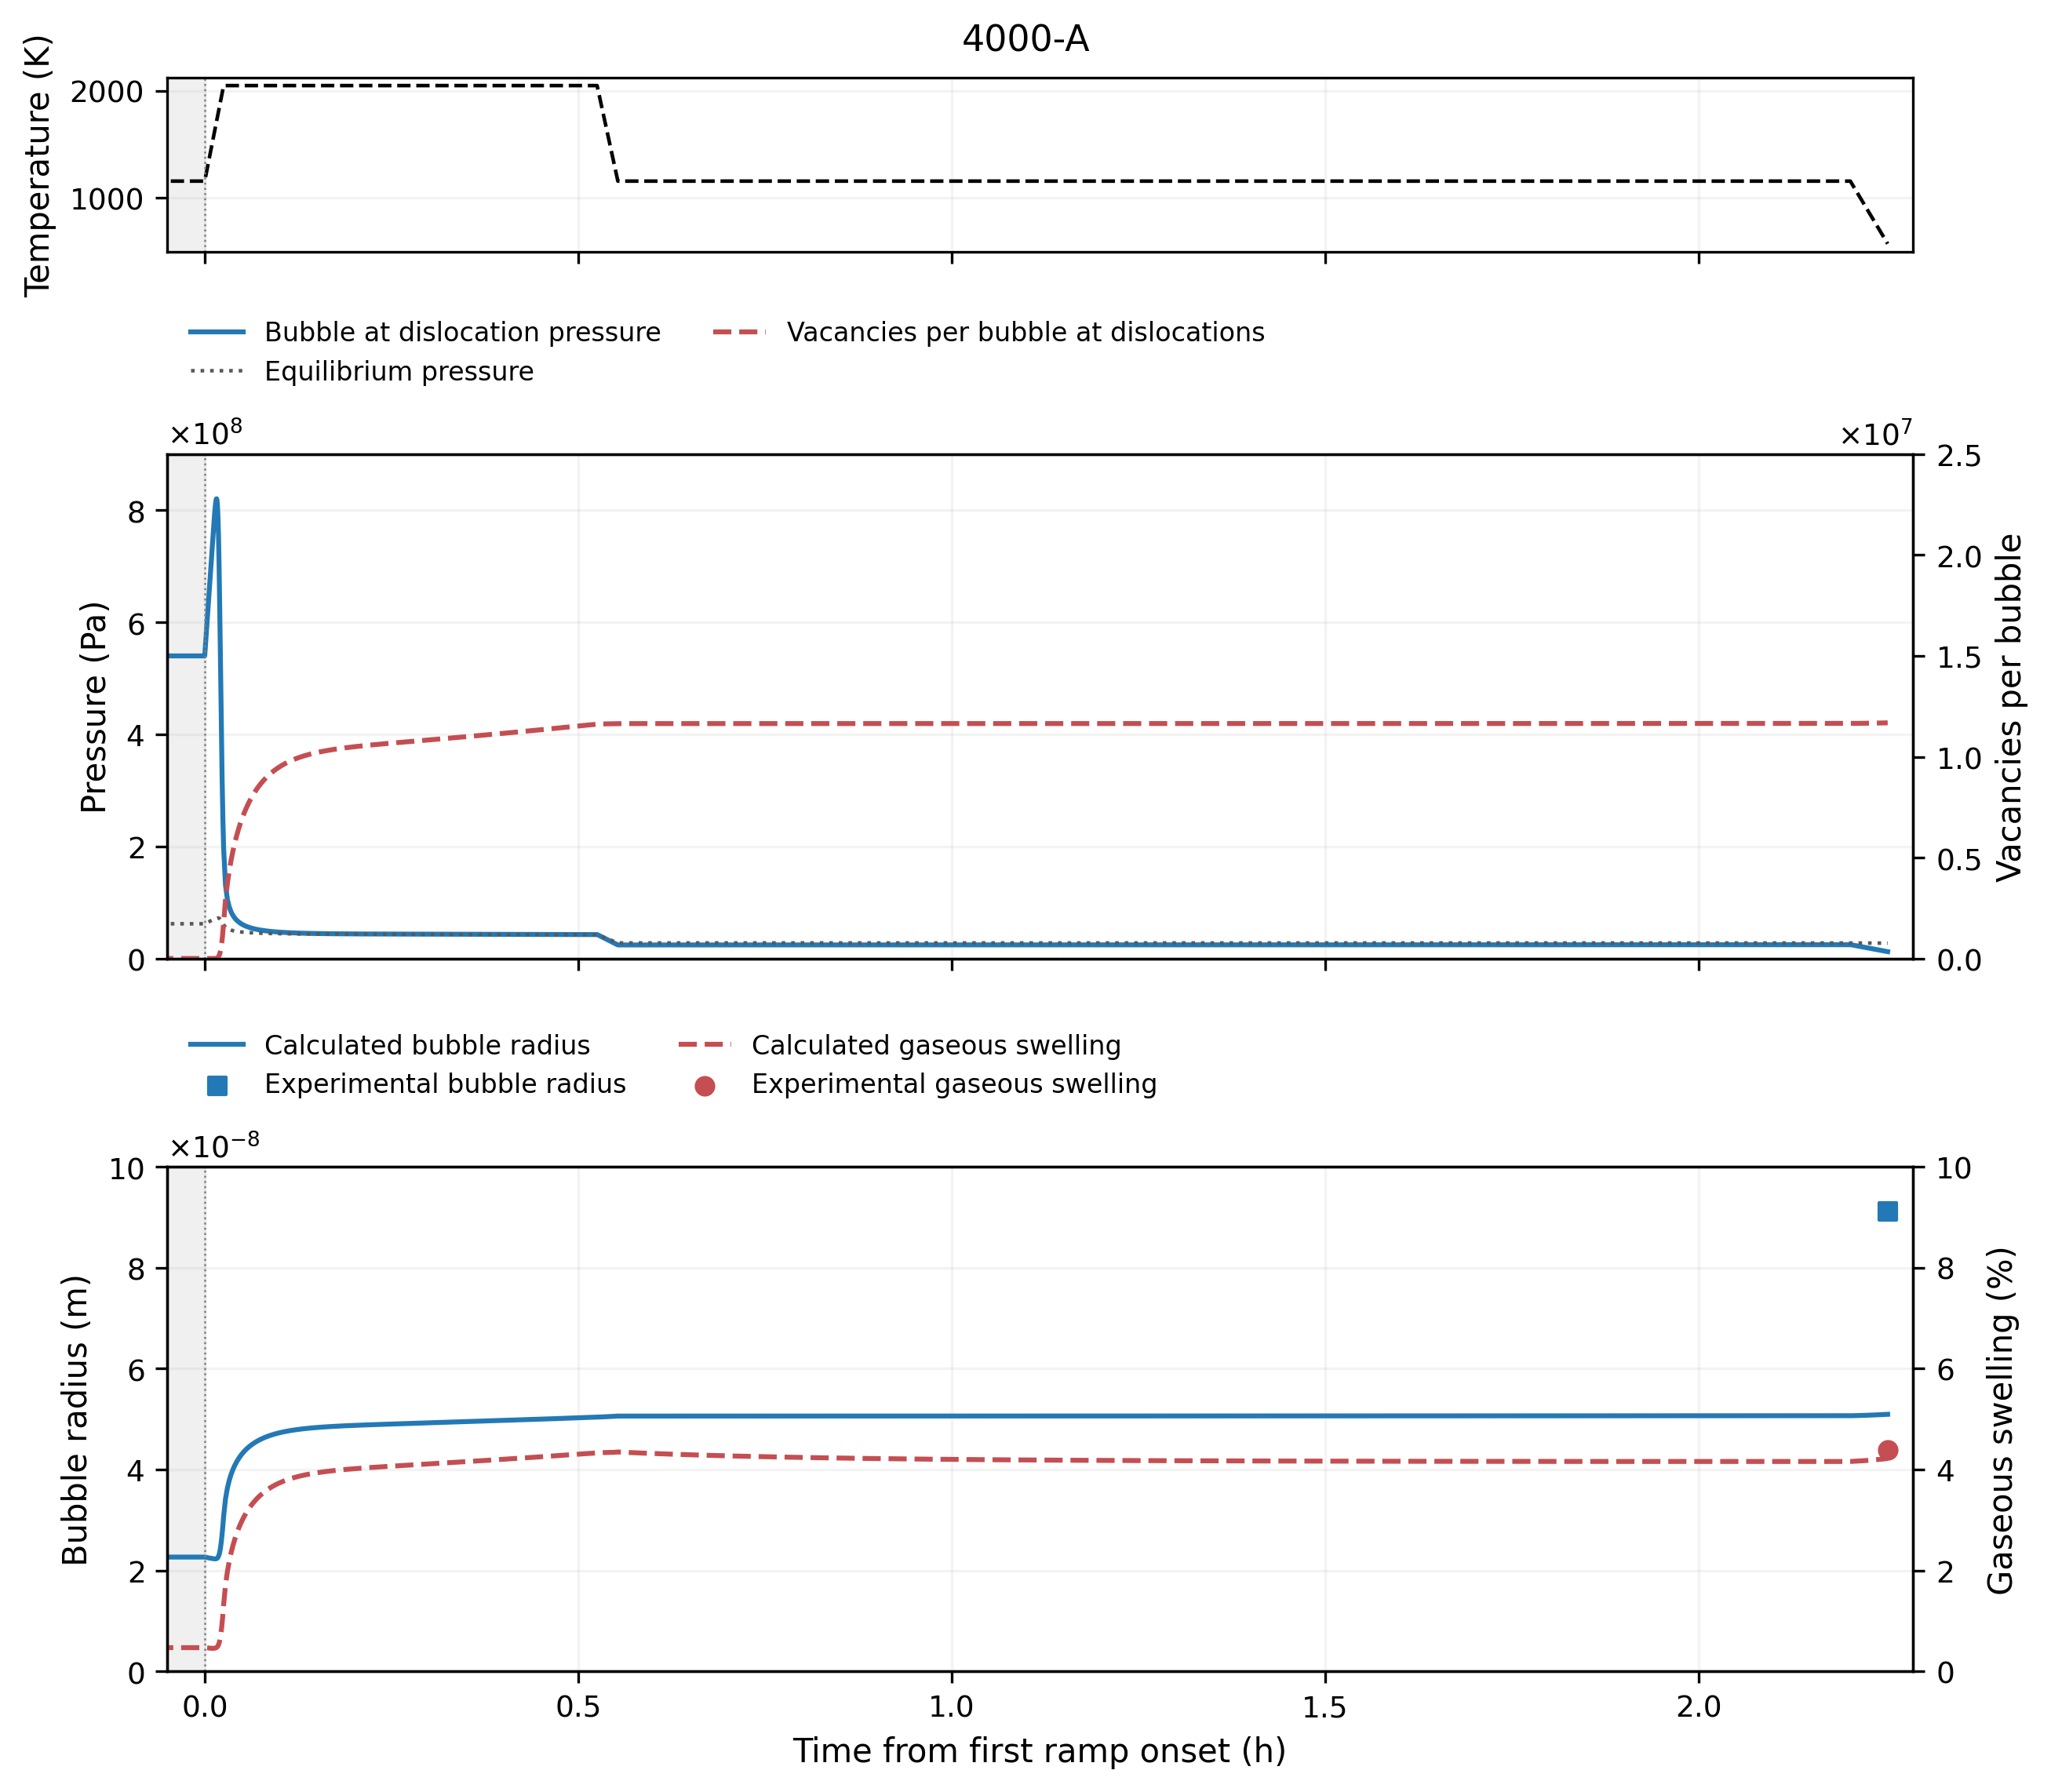 4000-A
Temperature (K)
2000
1000
Bubble at dislocation pressure
Vacancies per bubble at dislocations
Equilibrium pressure
×10⁸
×10⁷
Pressure (Pa)
8
6
4
2
0
2.5
2.0
1.5
1.0
0.5
0.0
Vacancies per bubble
Calculated bubble radius
Calculated gaseous swelling
Experimental bubble radius
Experimental gaseous swelling
×10⁻⁸
Bubble radius (m)
10
8
6
4
2
0
10
8
6
4
2
0
Gaseous swelling (%)
0.0 0.5 1.0 1.5 2.0
Time from first ramp onset (h)